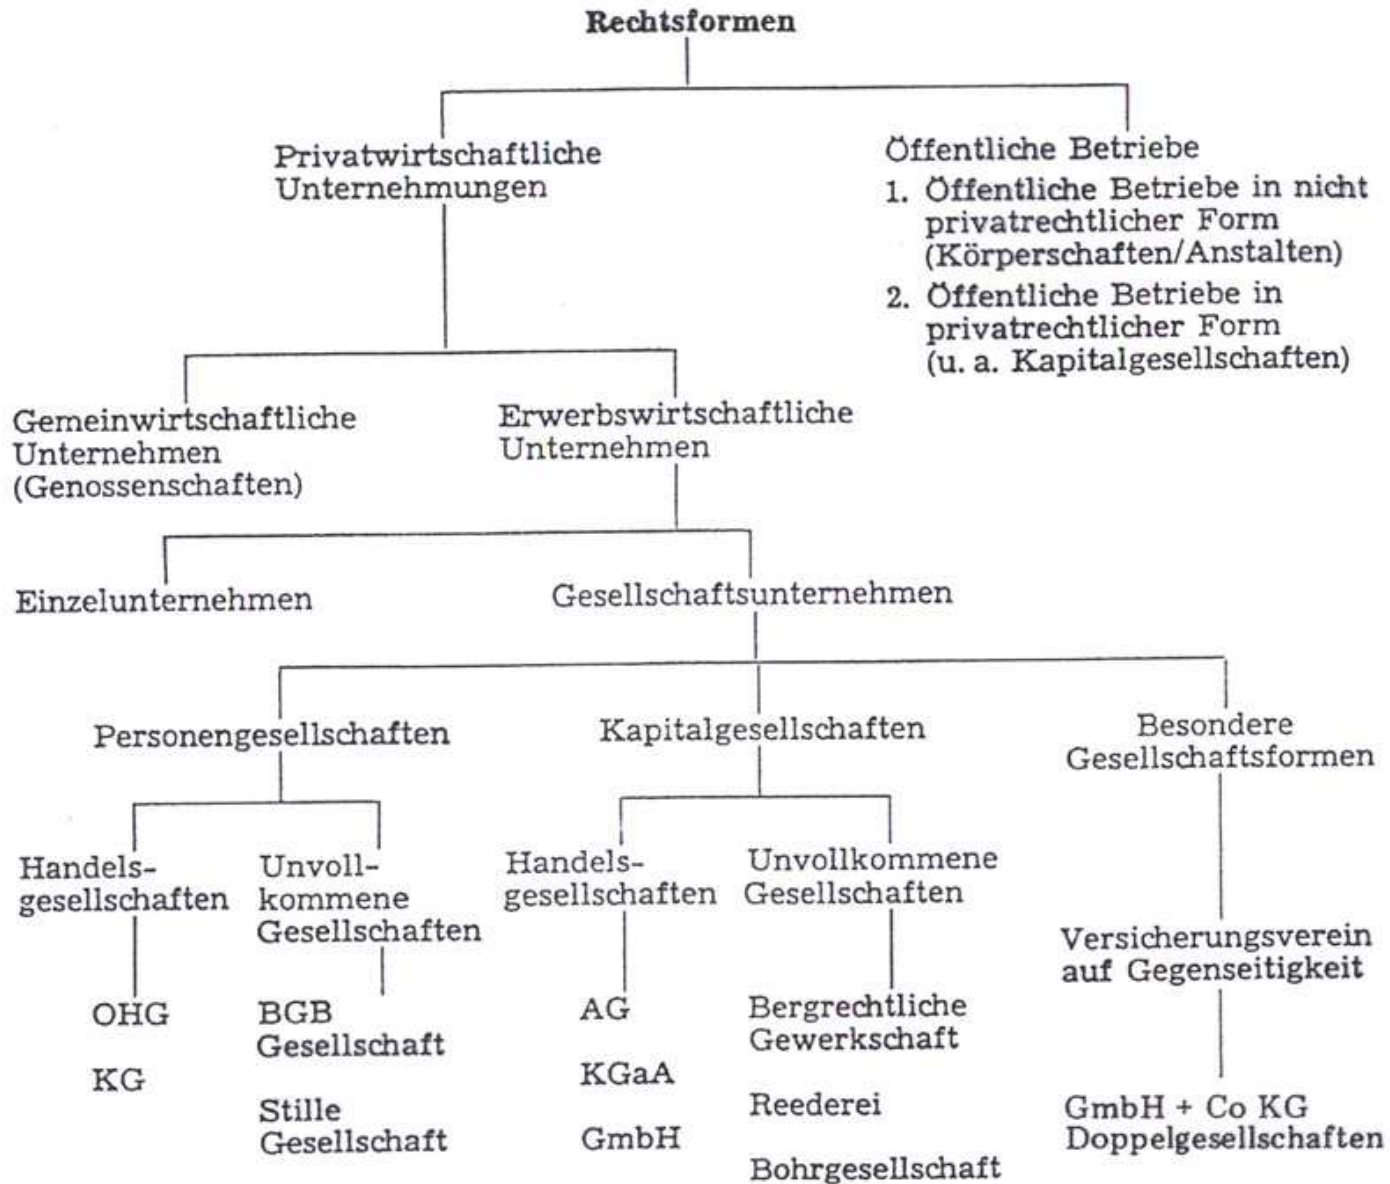 Rechtsformen
Privatwirtschaftliche
Unternehmungen
Öffentliche Betriebe
1. Öffentliche Betriebe in nicht
privatrechtlicher Form
(Körperschaften/Anstalten)
2. Öffentliche Betriebe in
privatrechtlicher Form
(u. a. Kapitalgesellschaften)
Gemeinwirtschaftliche
Unternehmen
(Genossenschaften)
Erwerbswirtschaftliche
Unternehmen
Einzelunternehmen
Gesellschaftsunternehmen
Personengesellschaften
Kapitalgesellschaften
Besondere
Gesellschaftsformen
Handels-
gesellschaften
Unvoll-
kommene
Gesellschaften
Handels-
gesellschaften
Unvollkommene
Gesellschaften
Versicherungsverein
auf Gegenseitigkeit
OHG
KG
BGB
Gesellschaft
Stille
Gesellschaft
AG
KGaA
GmbH
Bergrechtliche
Gewerkschaft
Reederei
Bohrgesellschaft
GmbH + Co KG
Doppelgesellschaften